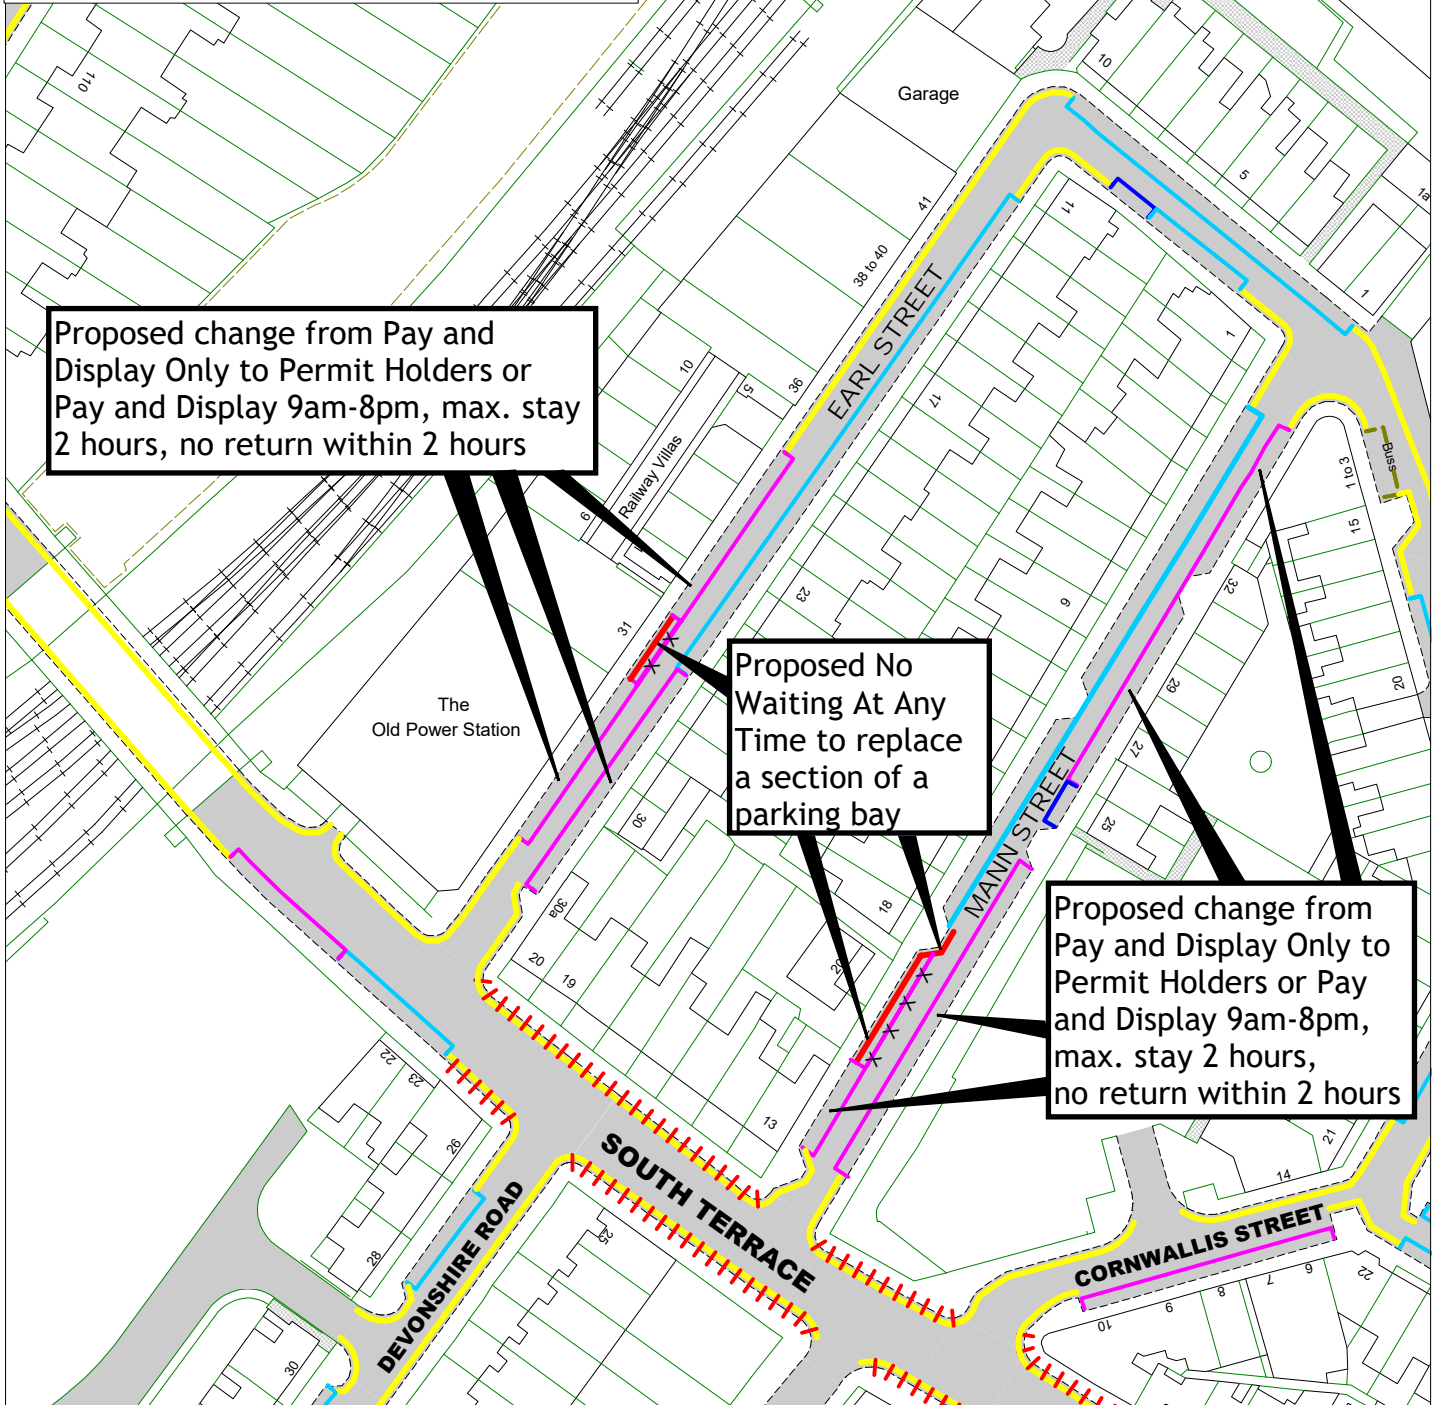 110
Garage
10
5
1a
1
41
11
38 to 40
EARL STREET
1
Proposed change from Pay and
Display Only to Permit Holders or
Pay and Display 9am-8pm, max. stay
2 hours, no return within 2 hours
10
5
36
17
Railway Villas
6
Buss
1 to 3
15
23
9
32
31
29
20
The
Old Power Station
Proposed No
Waiting At Any
Time to replace
a section of a
parking bay
27
MANN STREET
25
30
30a
18
20
19
20
Proposed change from
Pay and Display Only to
Permit Holders or Pay
and Display 9am-8pm,
max. stay 2 hours,
no return within 2 hours
22
23
26
13
SOUTH TERRACE
21
14
DEVONSHIRE ROAD
25
28
CORNWALLIS STREET
22
6
7
8
9
10
30